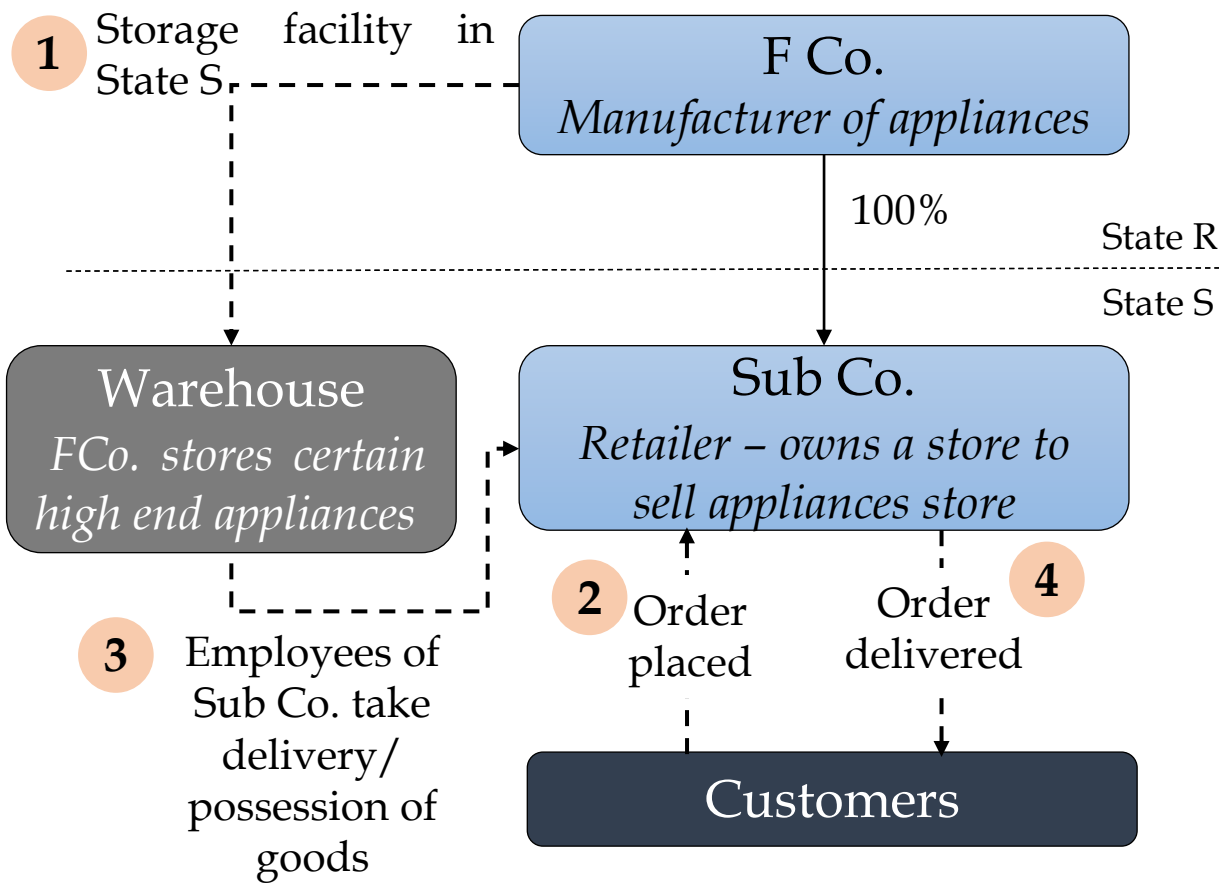 1
Storage facility in
State S
F Co.
Manufacturer of appliances
100%
State R
State S
Warehouse
FCo. stores certain
high end appliances
Sub Co.
Retailer – owns a store to
sell appliances store
3
Employees of
Sub Co. take
delivery/
possession of
goods
2
Order
placed
Order
delivered
4
Customers